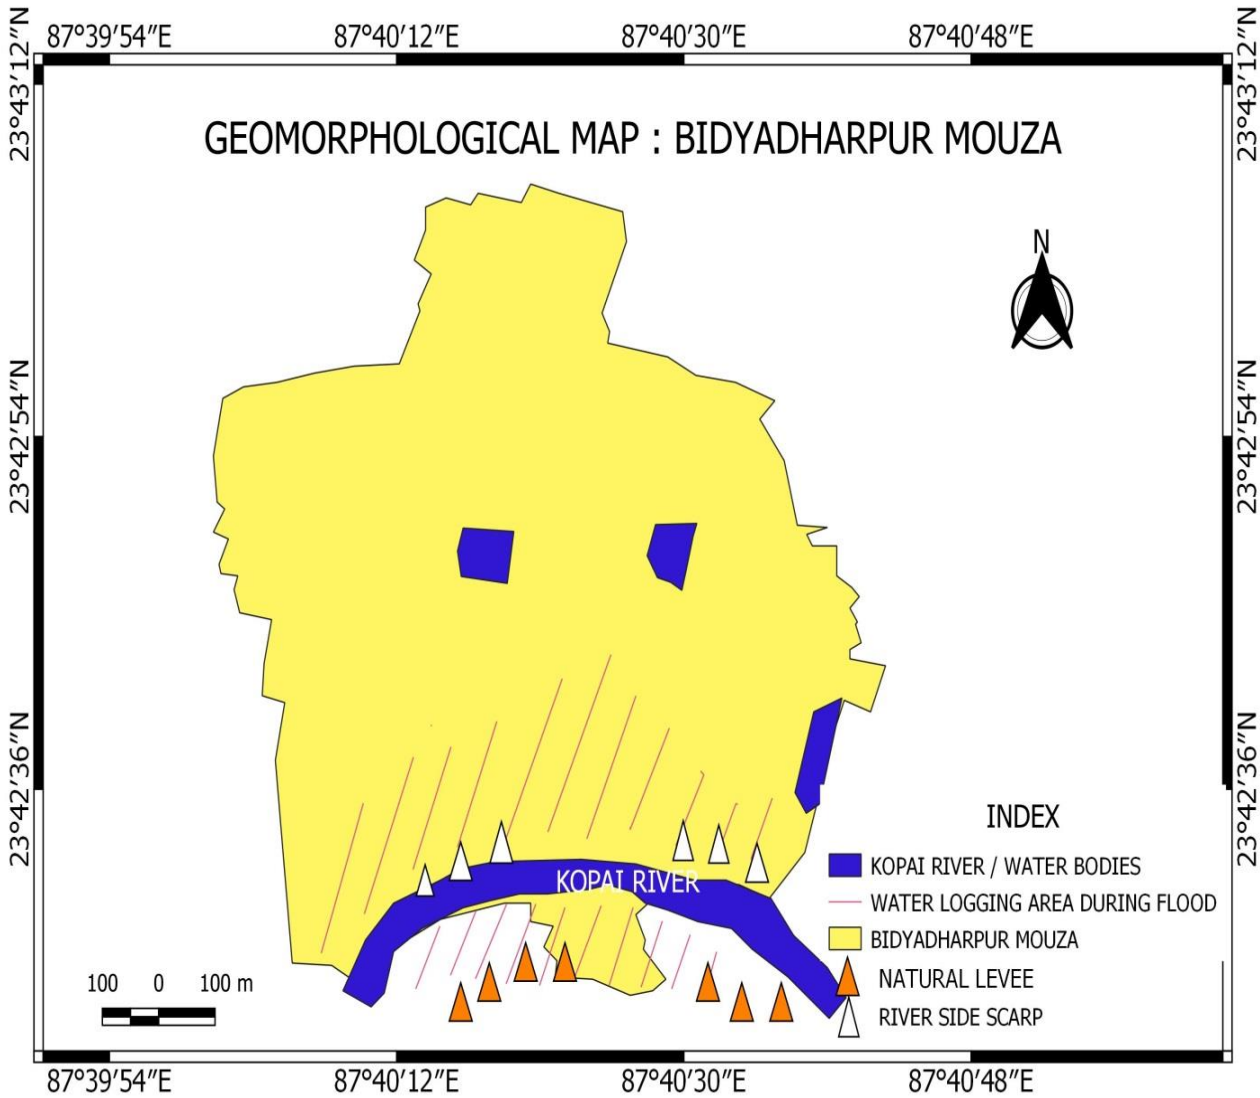 87°39′54″E 87°40′12″E 87°40′30″E 87°40′48″E
23°43′12″N 23°43′12″N
GEOMORPHOLOGICAL MAP : BIDYADHARPUR MOUZA
N
23°42′54″N 23°42′54″N
23°42′36″N 23°42′36″N
INDEX
KOPAI RIVER / WATER BODIES
KOPAI RIVER
WATER LOGGING AREA DURING FLOOD
BIDYADHARPUR MOUZA
NATURAL LEVEE
RIVER SIDE SCARP
100 0 100 m
87°39′54″E 87°40′12″E 87°40′30″E 87°40′48″E